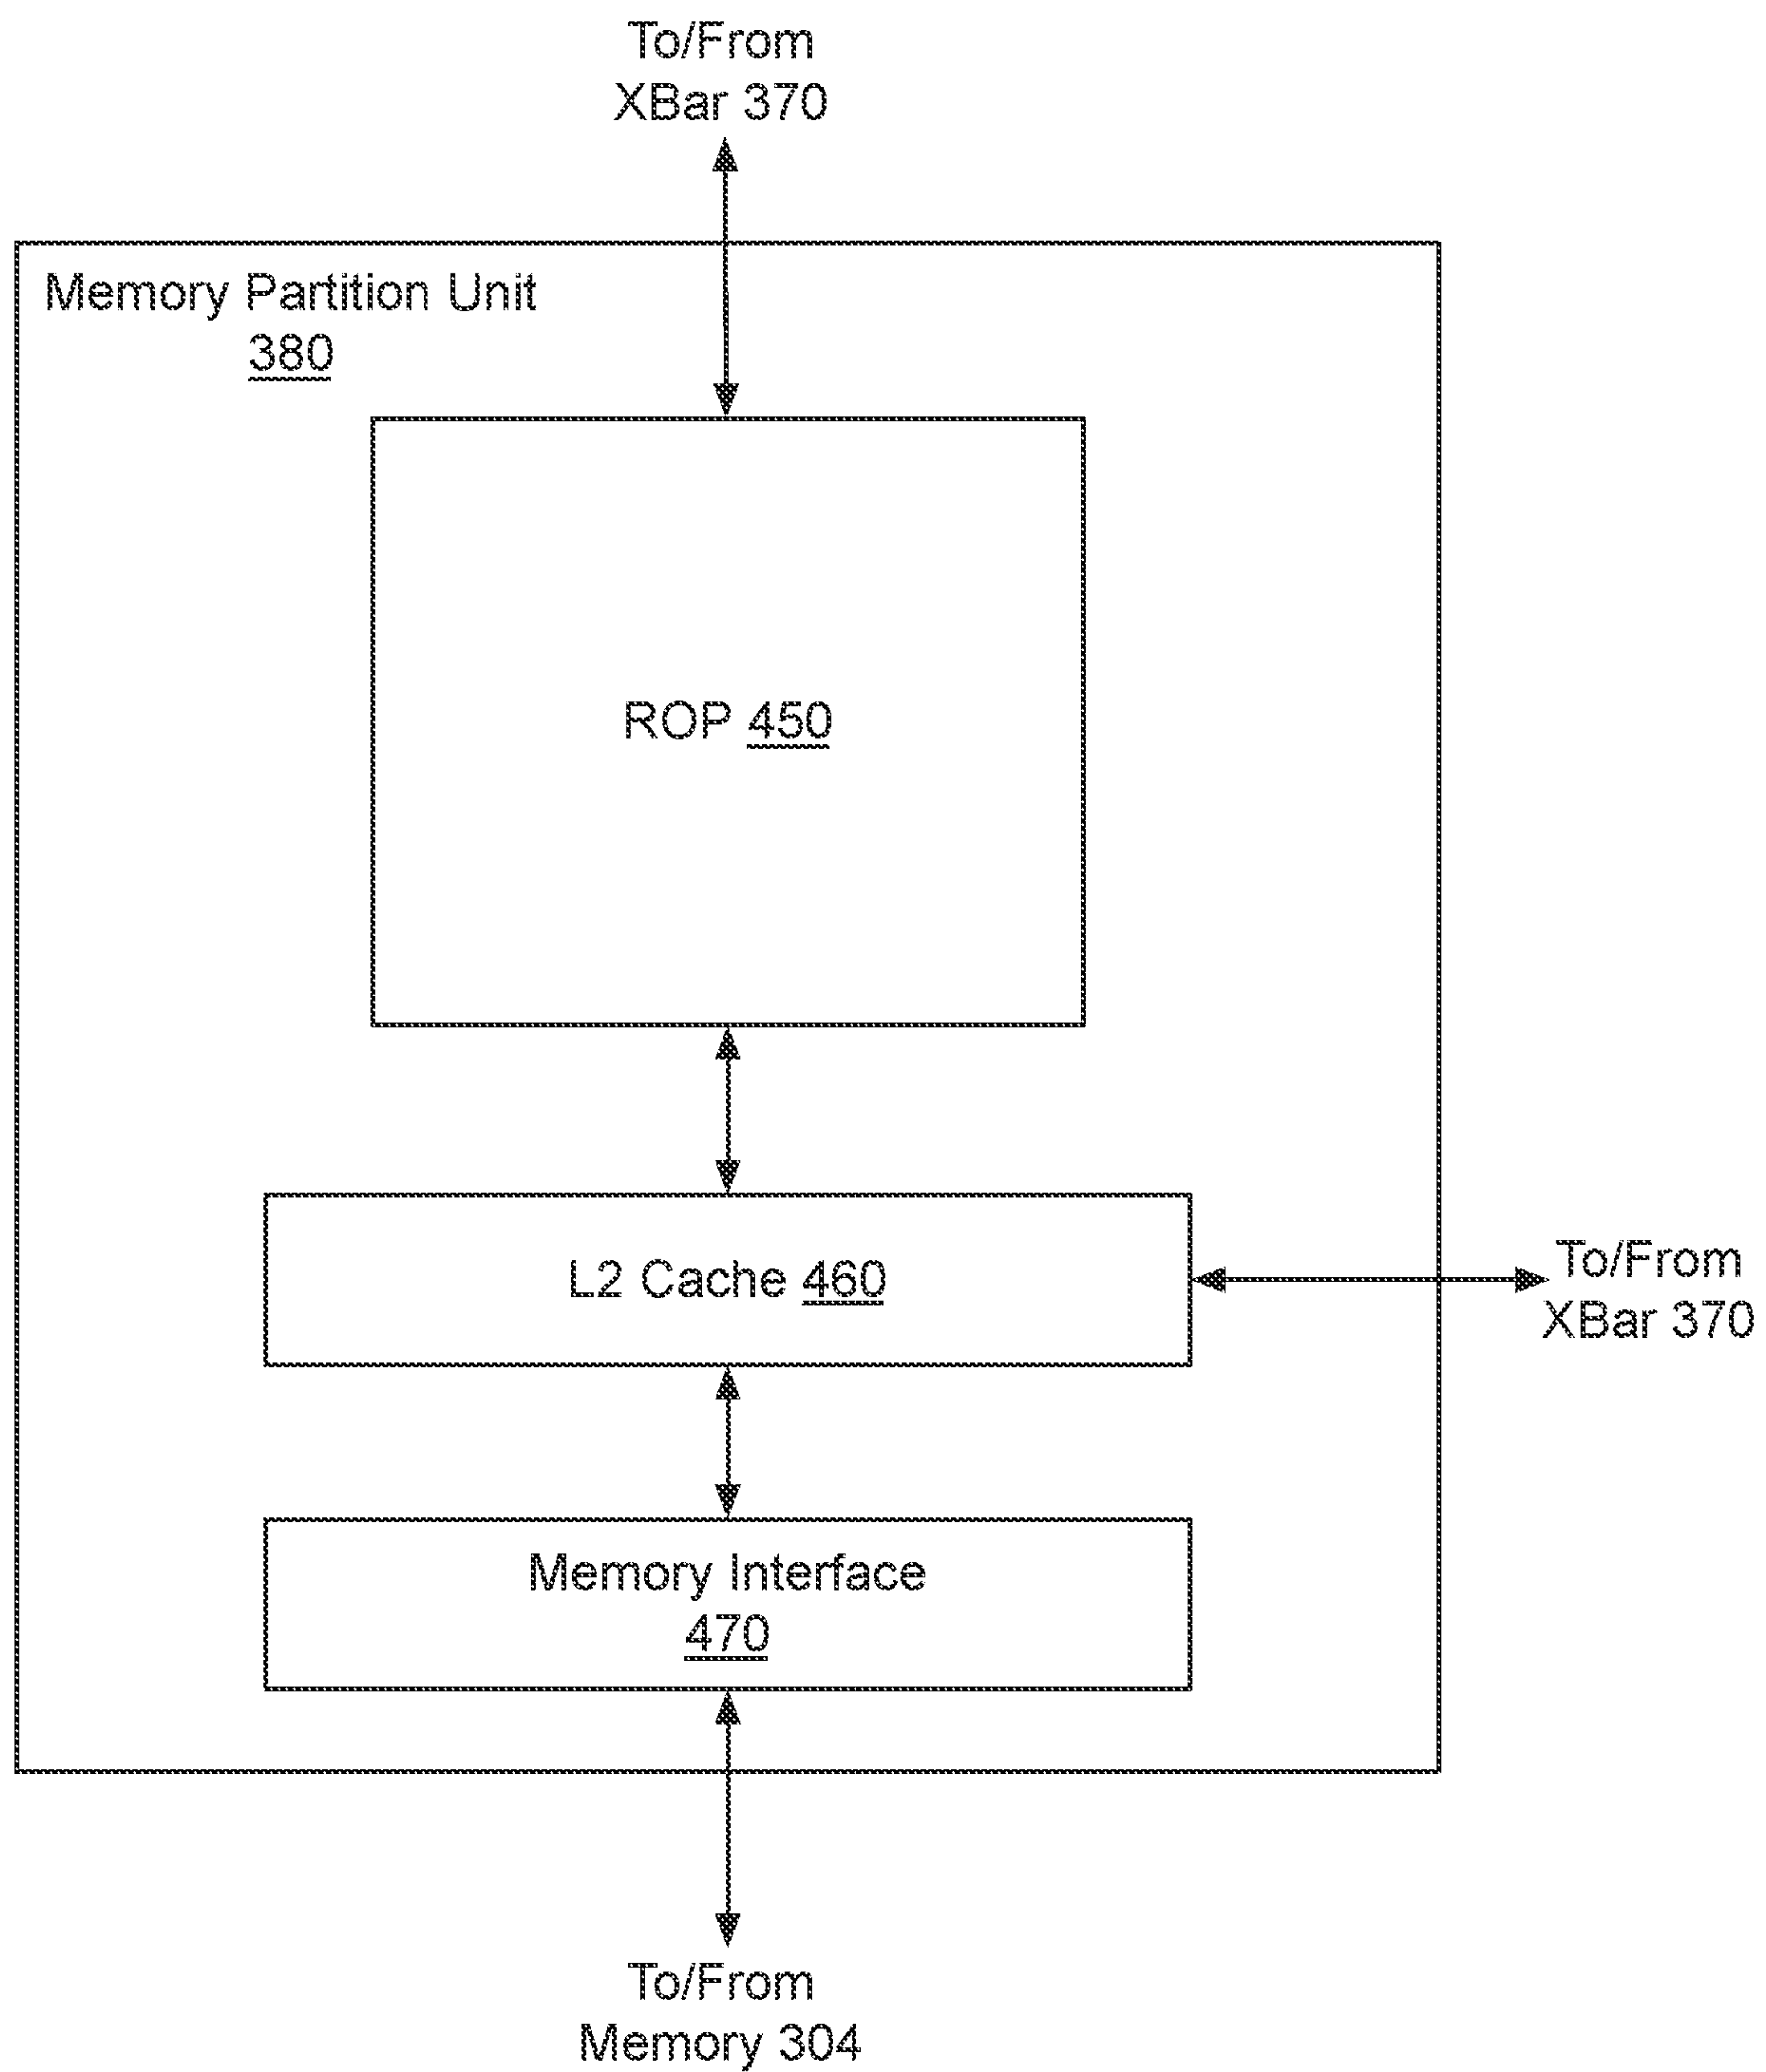 To/From
XBar 370
Memory Partition Unit
380
ROP 450
L2 Cache 460
To/From
XBar 370
Memory Interface
470
To/From
Memory 304